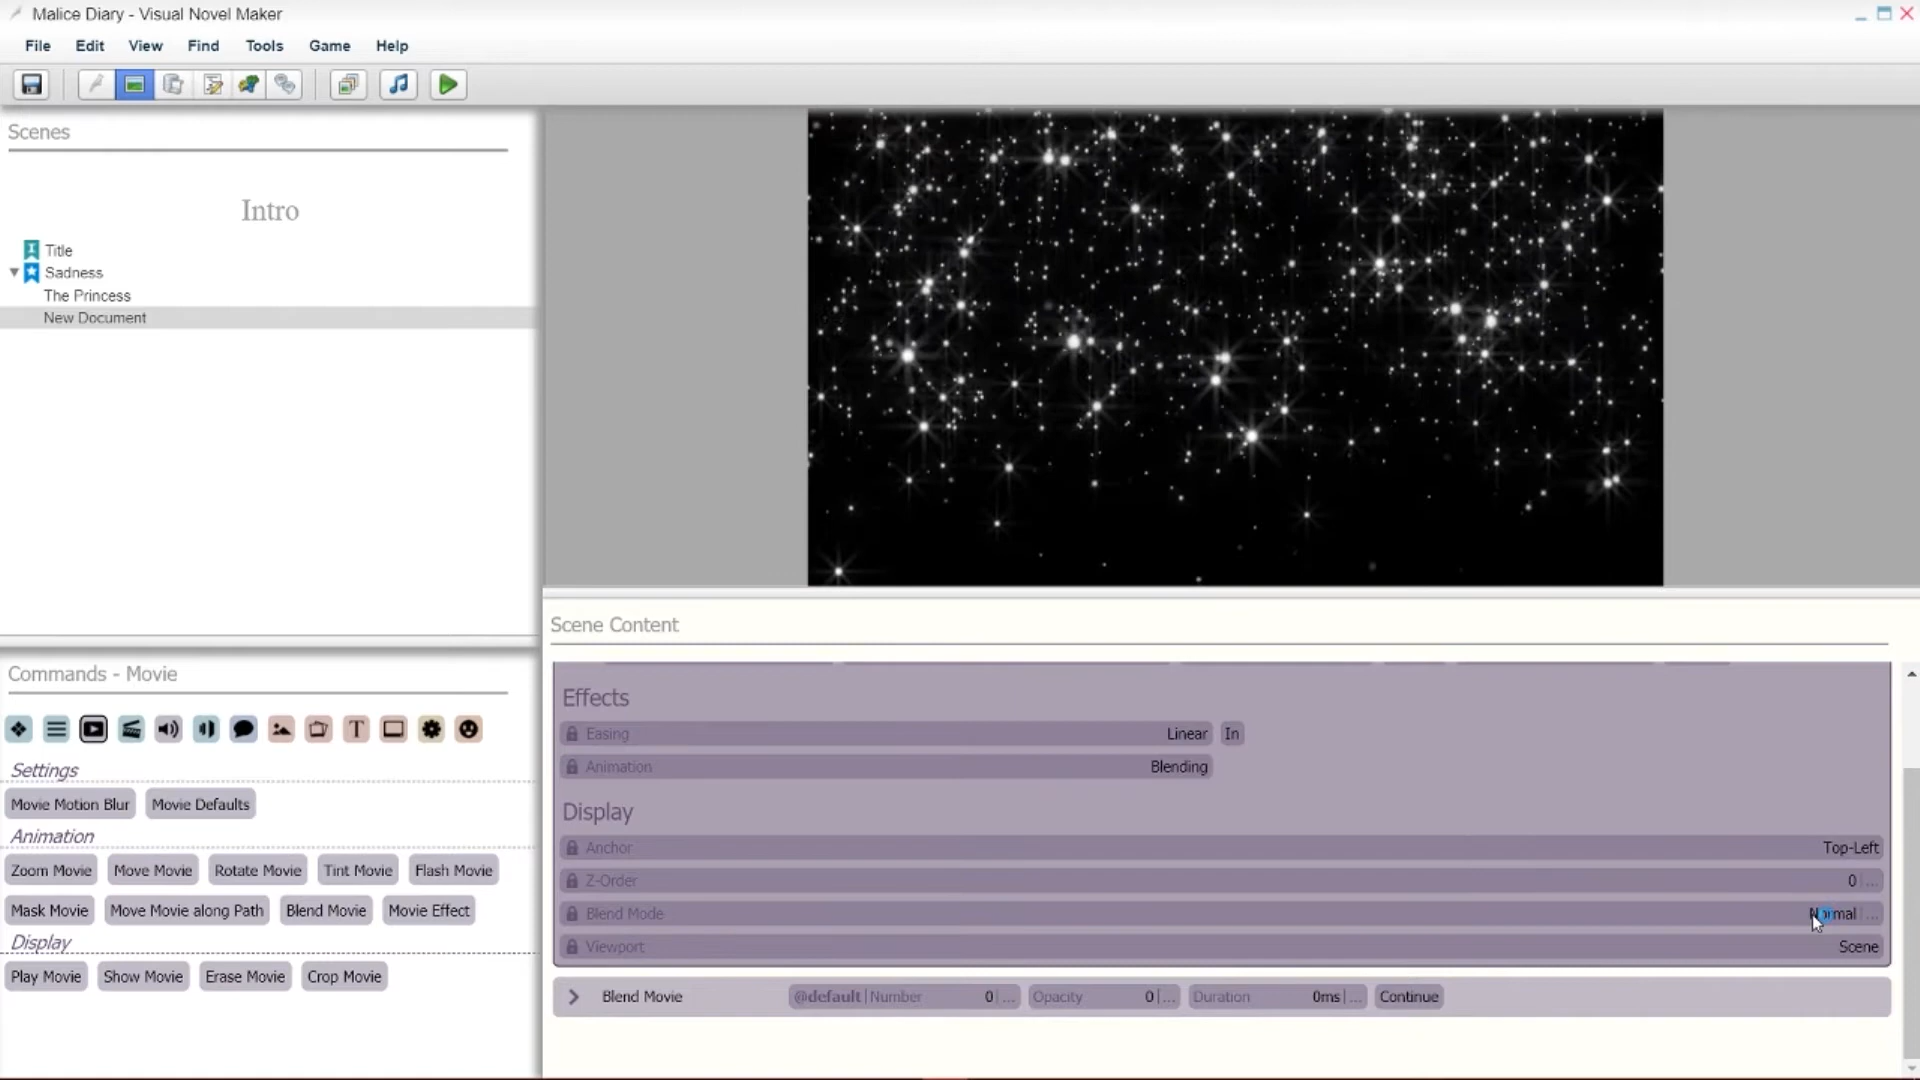 Malice Diary - Visual Novel Maker
File Edit View Find Tools Game Help
Scenes
Intro
Title
Sadness
The Princess
New Document
Scene Content
Commands - Movie
Effects
Easing Linear In
Animation Blending
Display
Anchor Top-Left
Z-Order 0 ...
Blend Mode Normal ...
Viewport Scene
Blend Movie @default Number 0 ... Opacity 0 ... Duration 0ms ... Continue
Settings
Movie Motion Blur Movie Defaults
Animation
Zoom Movie Move Movie Rotate Movie Tint Movie Flash Movie
Mask Movie Move Movie along Path Blend Movie Movie Effect
Display
Play Movie Show Movie Erase Movie Crop Movie